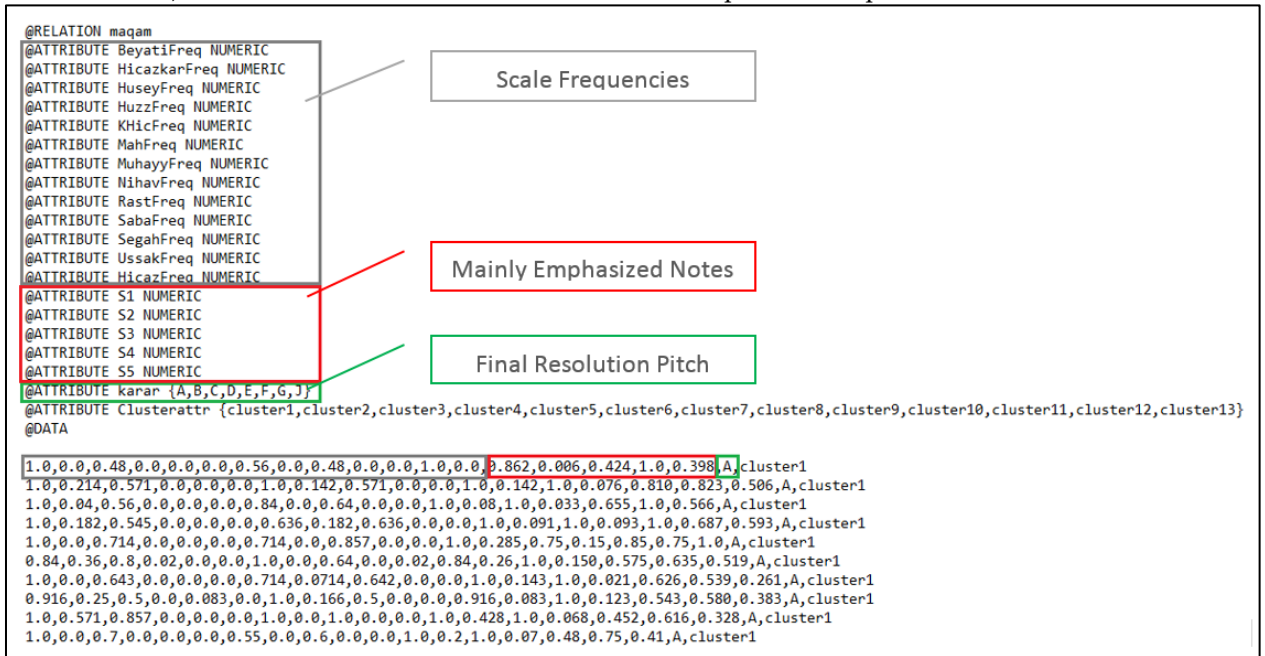 @RELATION maqam
@ATTRIBUTE BeyatiFreq NUMERIC
@ATTRIBUTE HicazkarFreq NUMERIC
@ATTRIBUTE HuseyFreq NUMERIC
@ATTRIBUTE HuzzFreq NUMERIC
@ATTRIBUTE KHicFreq NUMERIC
@ATTRIBUTE MahFreq NUMERIC
@ATTRIBUTE MuhayyFreq NUMERIC
@ATTRIBUTE NihavFreq NUMERIC
@ATTRIBUTE RastFreq NUMERIC
@ATTRIBUTE SabaFreq NUMERIC
@ATTRIBUTE SegahFreq NUMERIC
@ATTRIBUTE UssakFreq NUMERIC
@ATTRIBUTE HicazFreq NUMERIC
Scale Frequencies
@ATTRIBUTE S1 NUMERIC
@ATTRIBUTE S2 NUMERIC
@ATTRIBUTE S3 NUMERIC
@ATTRIBUTE S4 NUMERIC
@ATTRIBUTE S5 NUMERIC
Mainly Emphasized Notes
@ATTRIBUTE karar {A,B,C,D,E,F,G,J}
Final Resolution Pitch
@ATTRIBUTE Clusterattr {cluster1,cluster2,cluster3,cluster4,cluster5,cluster6,cluster7,cluster8,cluster9,cluster10,cluster11,cluster12,cluster13}
@DATA
1.0,0.0,0.48,0.0,0.0,0.0,0.56,0.0,0.48,0.0,0.0,1.0,0.0,0.862,0.006,0.424,1.0,0.398,A,cluster1
1.0,0.214,0.571,0.0,0.0,0.0,1.0,0.142,0.571,0.0,0.0,1.0,0.142,1.0,0.076,0.810,0.823,0.506,A,cluster1
1.0,0.04,0.56,0.0,0.0,0.0,0.84,0.0,0.64,0.0,0.0,1.0,0.08,1.0,0.033,0.655,1.0,0.566,A,cluster1
1.0,0.182,0.545,0.0,0.0,0.0,0.636,0.182,0.636,0.0,0.0,1.0,0.091,1.0,0.093,1.0,0.687,0.593,A,cluster1
1.0,0.0,0.714,0.0,0.0,0.0,0.714,0.0,0.857,0.0,0.0,1.0,0.285,0.75,0.15,0.85,0.75,1.0,A,cluster1
0.84,0.36,0.8,0.02,0.0,0.0,1.0,0.0,0.64,0.0,0.02,0.84,0.26,1.0,0.150,0.575,0.635,0.519,A,cluster1
1.0,0.0,0.643,0.0,0.0,0.0,0.714,0.0714,0.642,0.0,0.0,1.0,0.143,1.0,0.021,0.626,0.539,0.261,A,cluster1
0.916,0.25,0.5,0.0,0.083,0.0,1.0,0.166,0.5,0.0,0.0,0.916,0.083,1.0,0.123,0.543,0.580,0.383,A,cluster1
1.0,0.571,0.857,0.0,0.0,0.0,1.0,0.0,1.0,0.0,0.0,1.0,0.428,1.0,0.068,0.452,0.616,0.328,A,cluster1
1.0,0.0,0.7,0.0,0.0,0.0,0.55,0.0,0.6,0.0,0.0,1.0,0.2,1.0,0.07,0.48,0.75,0.41,A,cluster1